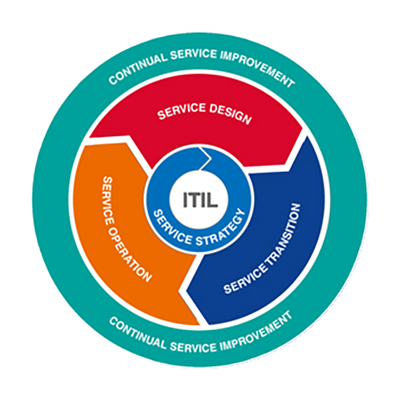 CONTINUAL SERVICE IMPROVEMENT
SERVICE DESIGN
ITIL
SERVICE STRATEGY
SERVICE OPERATION
SERVICE TRANSITION
CONTINUAL SERVICE IMPROVEMENT